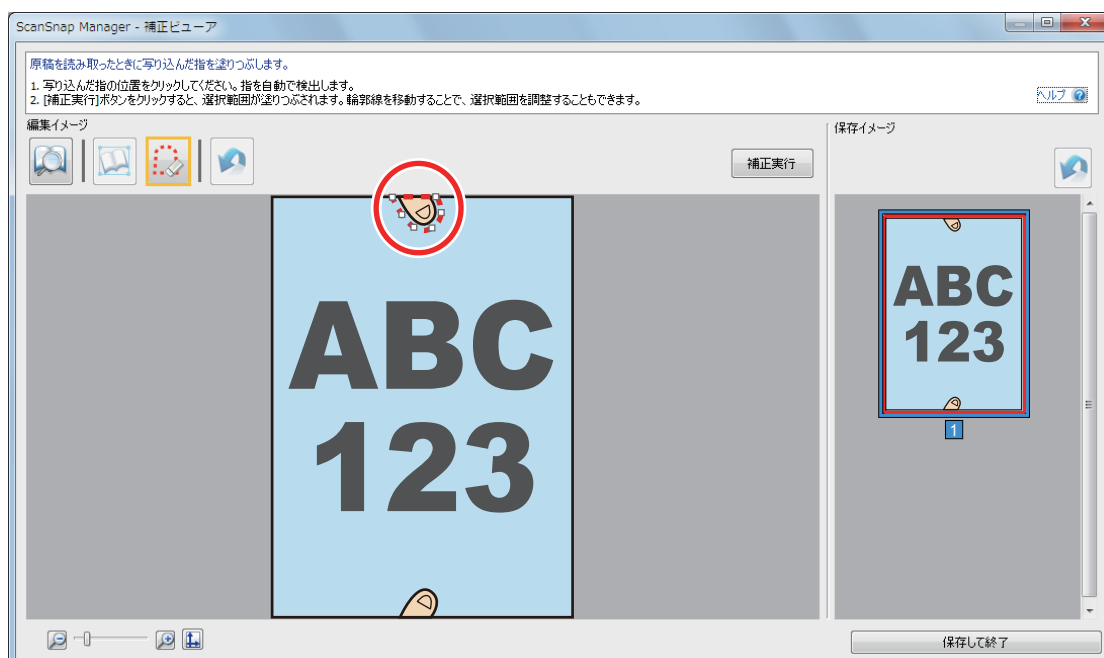 ScanSnap Manager - 補正ビューア
原稿を読み取ったときに写り込んだ指を塗りつぶします。
1. 写り込んだ指の位置をクリックしてください。指を自動で検出します。
2. [補正実行]ボタンをクリックすると、選択範囲が塗りつぶされます。輪郭線を移動することで、選択範囲を調整することもできます。
ヘルプ
編集イメージ
保存イメージ
補正実行
ABC
123
ABC
123
1
保存して終了